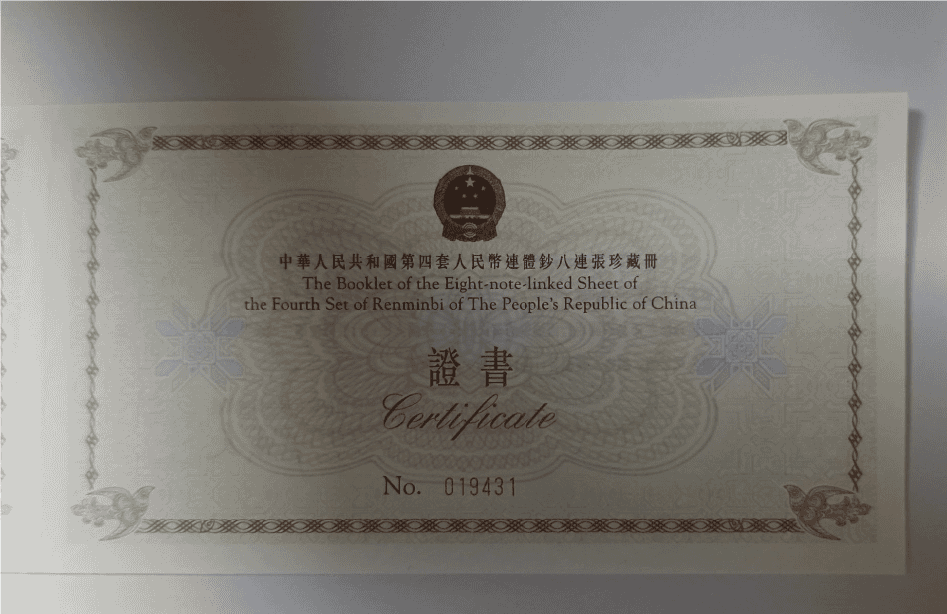 中華人民共和國第四套人民幣連體鈔八連張珍藏冊
The Booklet of the Eight-note-linked Sheet of
the Fourth Set of Renminbi of The People's Republic of China
證書
Certificate
No. 019431